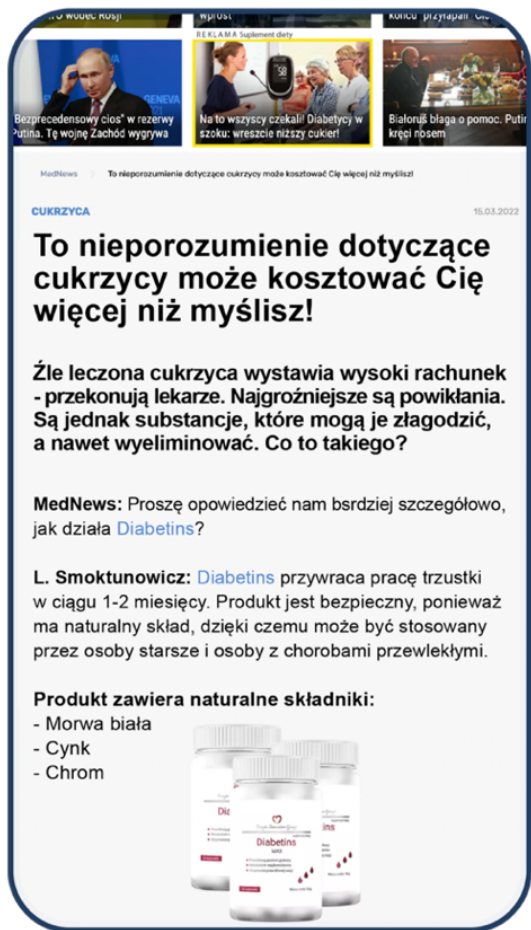 wobec Rosji
wprost
końcu "przyłapali"
REKLAMA Suplement diety
"Bezprecedensowy cios" w rezerwy
Putina. Tę wojnę Zachód wygrywa
Na to wszyscy czekali! Diabetycy w
szoku: wreszcie niższy cukier!
Białoruś błaga o pomoc. Putin
kręci nosem
MedNews
To nieporozumienie dotyczące cukrzycy może kosztować Cię więcej niż myślisz!
CUKRZYCA
15.03.2022
To nieporozumienie dotyczące
cukrzycy może kosztować Cię
więcej niż myślisz!
Źle leczona cukrzyca wystawia wysoki rachunek
- przekonują lekarze. Najgroźniejsze są powikłania.
Są jednak substancje, które mogą je złagodzić,
a nawet wyeliminować. Co to takiego?
MedNews: Proszę opowiedzieć nam bsrdziej szczegółowo,
jak działa Diabetins?
L. Smoktunowicz: Diabetins przywraca pracę trzustki
w ciągu 1-2 miesięcy. Produkt jest bezpieczny, ponieważ
ma naturalny skład, dzięki czemu może być stosowany
przez osoby starsze i osoby z chorobami przewlekłymi.
Produkt zawiera naturalne składniki:
- Morwa biała
- Cynk
- Chrom
Diabetins